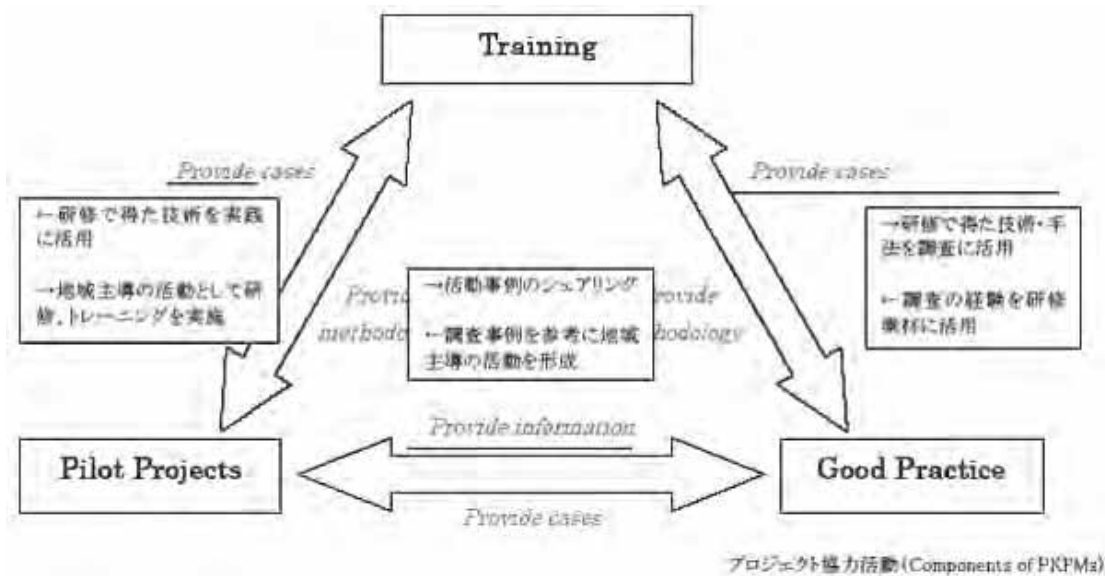 Training
Provide cases
Provide cases
←研修で得た技術を実践
に活用
→地域主導の活動として研
修、トレーニングを実施
→活動事例のシェアリング
←調査事例を参考に地域
主導の活動を形成
→研修で得た技術・手
法を調査に活用
←調査の経験を研修
素材に活用
Provide information
Pilot Projects
Good Practice
Provide cases
プロジェクト協力活動(Components of PKPMs)